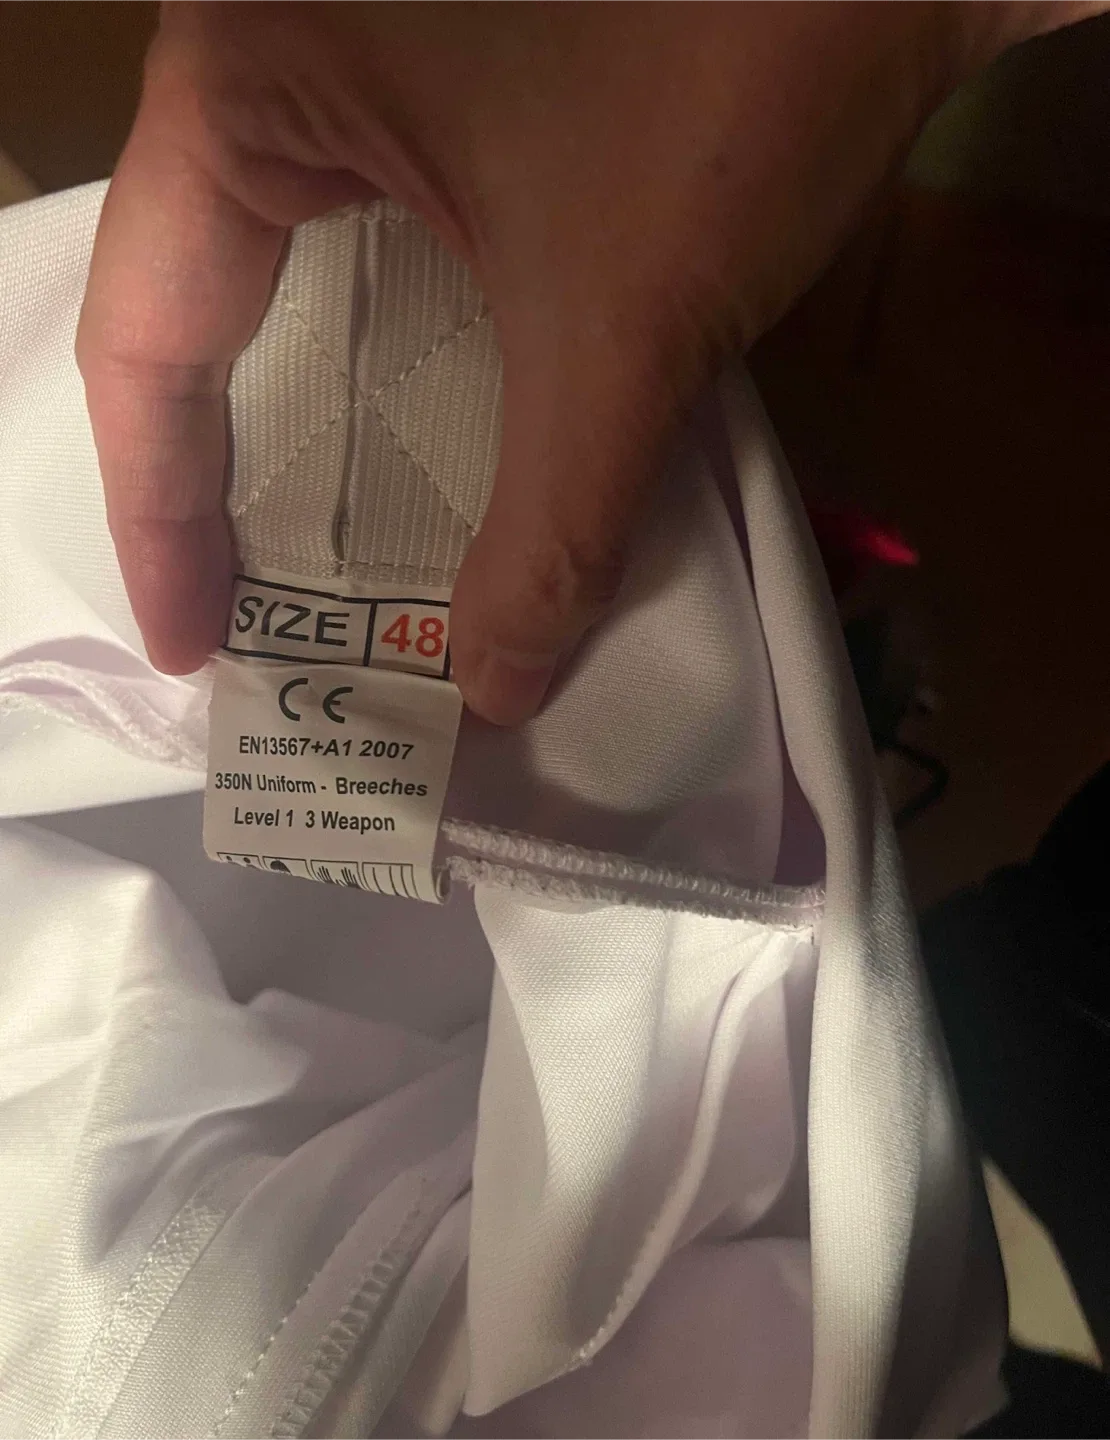 SIZE 48
CE
EN13567+A1 2007
350N Uniform - Breeches
Level 1 3 Weapon